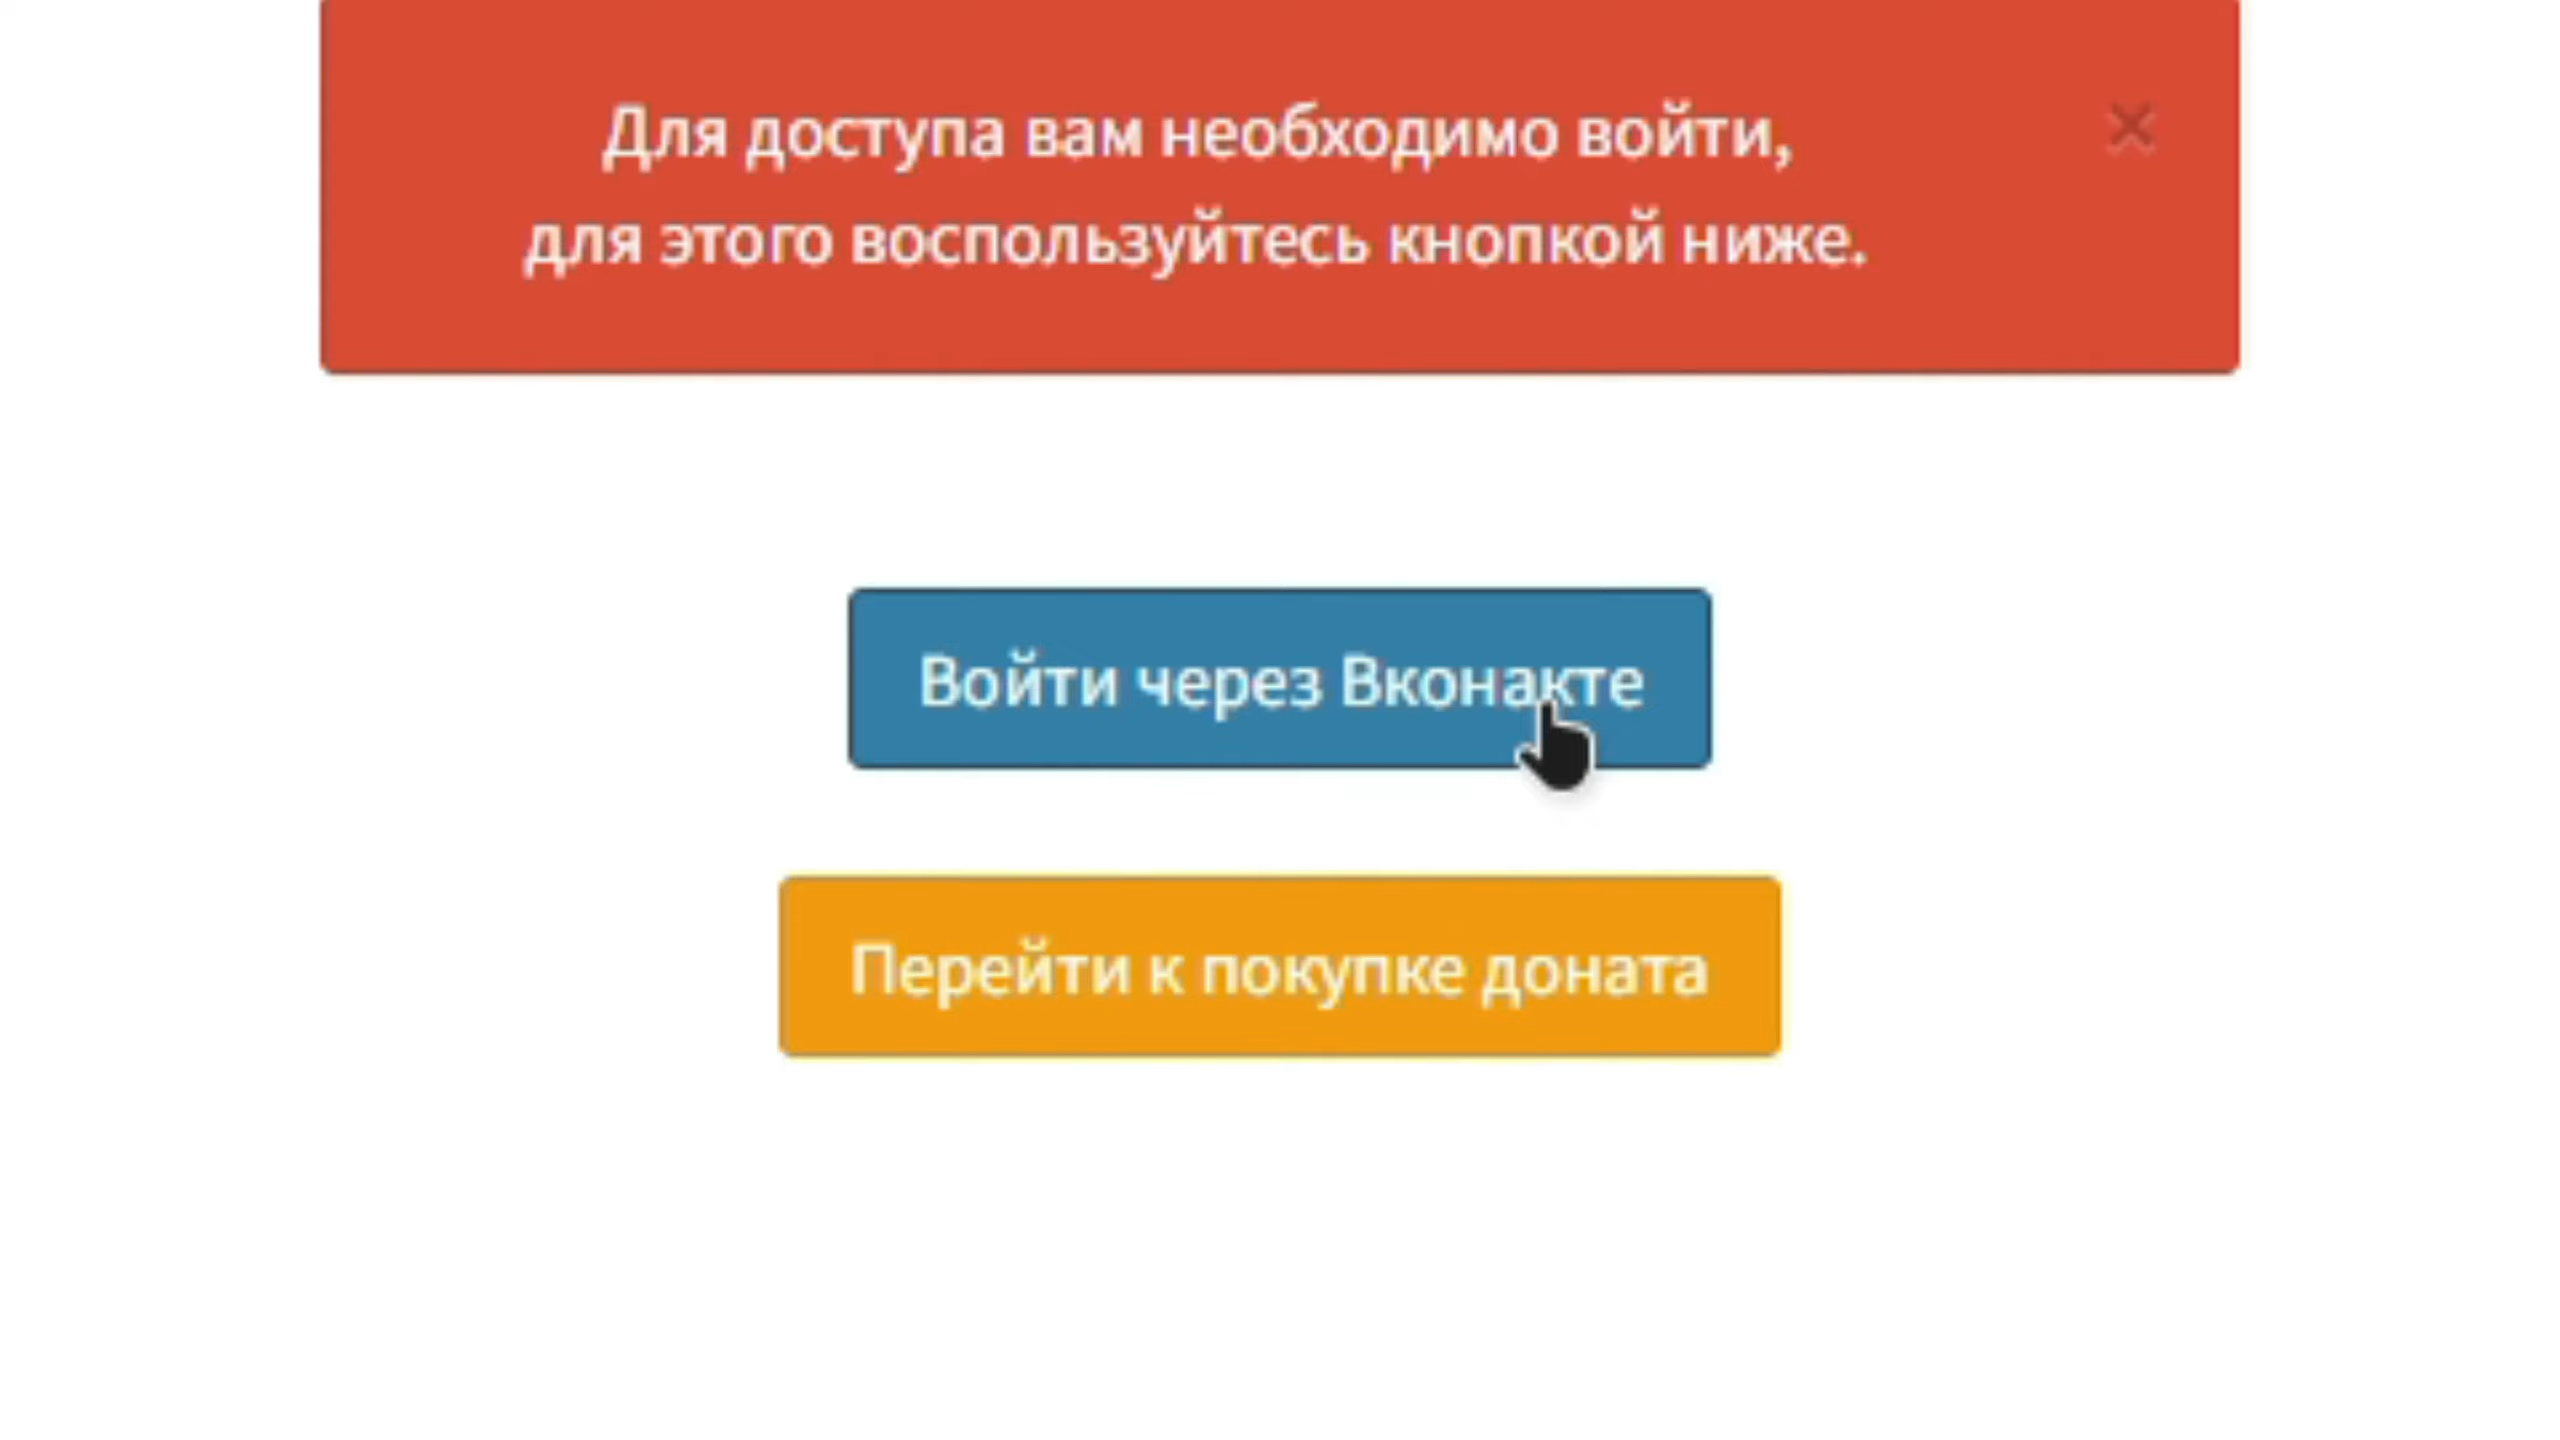 Для доступа вам необходимо войти,
для этого воспользуйтесь кнопкой ниже.
Войти через Вконакте
Перейти к покупке доната